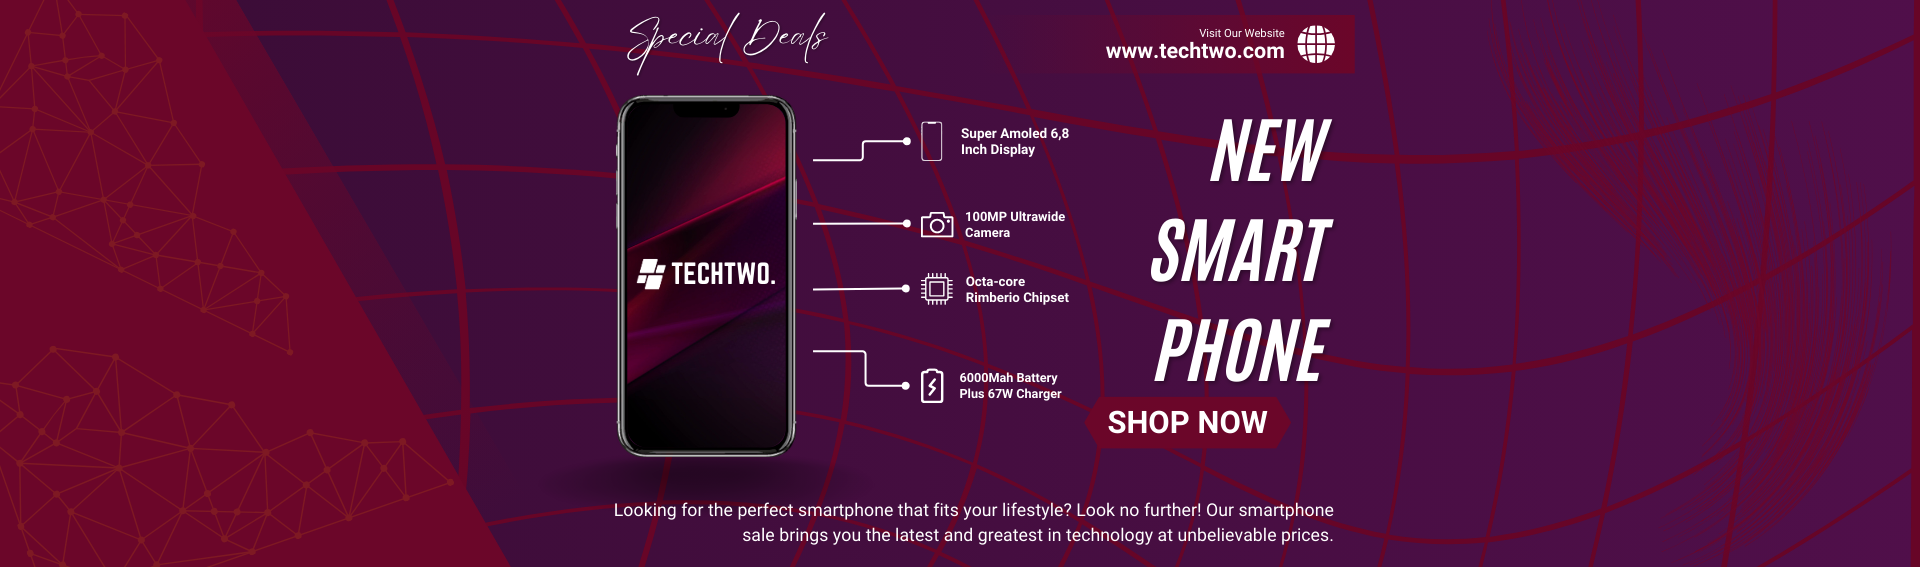 Special Deals
Visit Our Website
www.techtwo.com
TECHTWO.
Super Amoled 6,8
Inch Display
100MP Ultrawide
Camera
Octa-core
Rimberio Chipset
6000Mah Battery
Plus 67W Charger
NEW
SMART
PHONE
SHOP NOW
Looking for the perfect smartphone that fits your lifestyle? Look no further! Our smartphone
sale brings you the latest and greatest in technology at unbelievable prices.